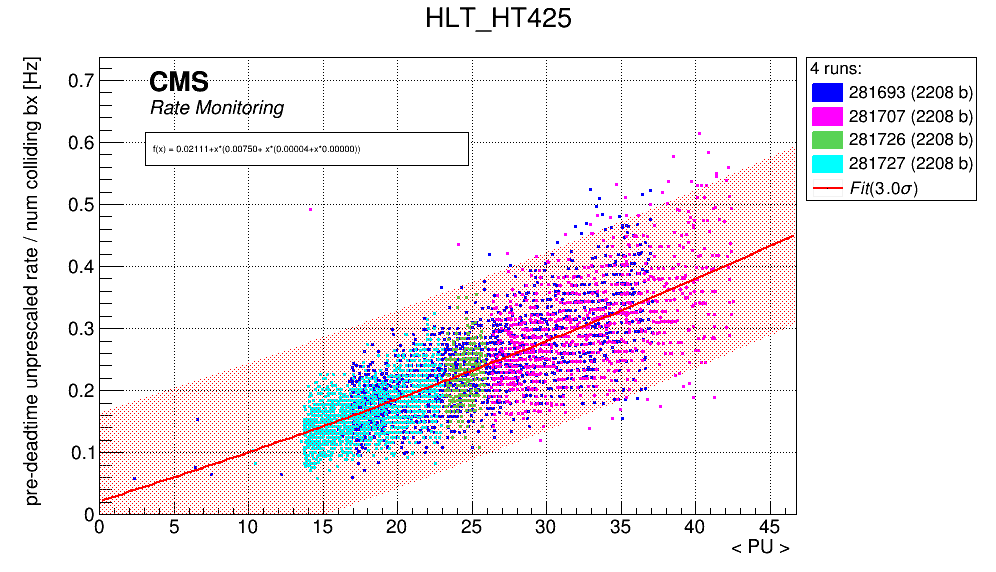 HLT_HT425
pre-deadtime unprescaled rate / num colliding bx [Hz]
CMS
Rate Monitoring
f(x) = 0.02111+x*(0.00750+ x*(0.00004+x*0.00000))
0.7
0.6
0.5
0.4
0.3
0.2
0.1
0
0 5 10 15 20 25 30 35 40 45
< PU >
4 runs:
281693 (2208 b)
281707 (2208 b)
281726 (2208 b)
281727 (2208 b)
Fit(3.0σ)